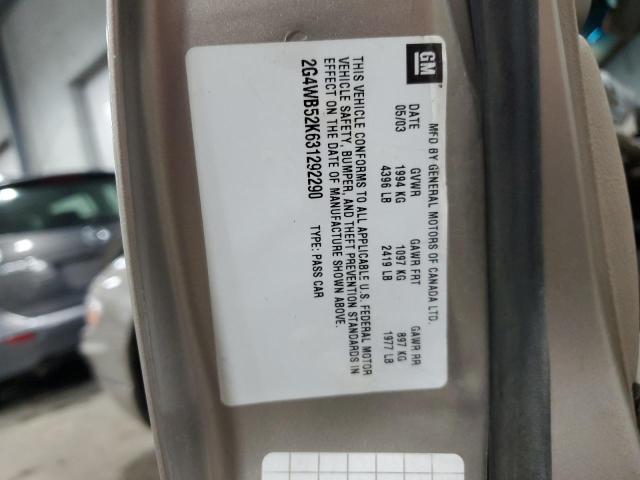 GM
MFD BY GENERAL MOTORS OF CANADA LTD.
DATE GVWR GAWR FRT GAWR RR
05/03 1994 KG 1097 KG 897 KG
4396 LB 2419 LB 1977 LB
THIS VEHICLE CONFORMS TO ALL APPLICABLE U.S. FEDERAL MOTOR
VEHICLE SAFETY, BUMPER, AND THEFT PREVENTION STANDARDS IN
EFFECT ON THE DATE OF MANUFACTURE SHOWN ABOVE.
2G4WB52K631292290 TYPE: PASS CAR